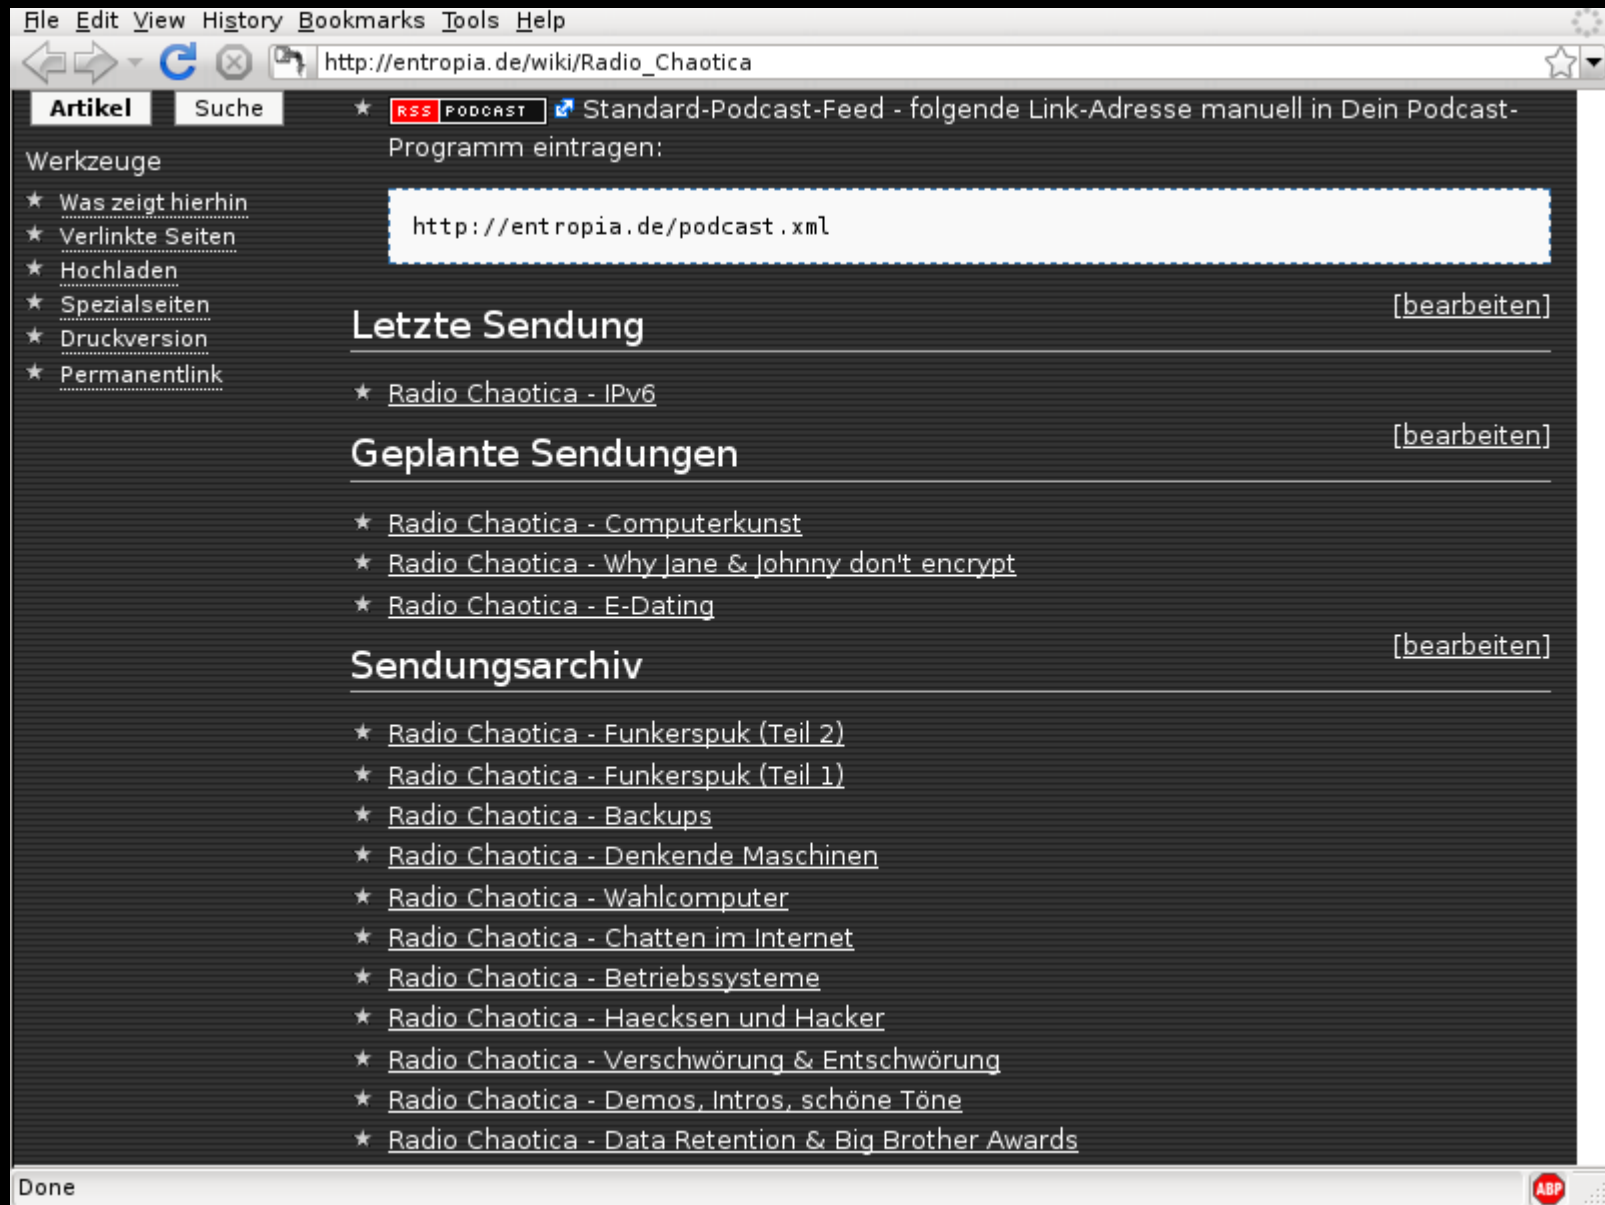 File Edit View History Bookmarks Tools Help
http://entropia.de/wiki/Radio_Chaotica
Artikel Suche
Werkzeuge
Was zeigt hierhin
Verlinkte Seiten
Hochladen
Spezialseiten
Druckversion
Permanentlink
RSS PODCAST Standard-Podcast-Feed - folgende Link-Adresse manuell in Dein Podcast-
Programm eintragen:
http://entropia.de/podcast.xml
[bearbeiten]
Letzte Sendung
Radio Chaotica - IPv6
[bearbeiten]
Geplante Sendungen
Radio Chaotica - Computerkunst
Radio Chaotica - Why Jane & Johnny don't encrypt
Radio Chaotica - E-Dating
[bearbeiten]
Sendungsarchiv
Radio Chaotica - Funkerspuk (Teil 2)
Radio Chaotica - Funkerspuk (Teil 1)
Radio Chaotica - Backups
Radio Chaotica - Denkende Maschinen
Radio Chaotica - Wahlcomputer
Radio Chaotica - Chatten im Internet
Radio Chaotica - Betriebssysteme
Radio Chaotica - Haecksen und Hacker
Radio Chaotica - Verschwörung & Entschwörung
Radio Chaotica - Demos, Intros, schöne Töne
Radio Chaotica - Data Retention & Big Brother Awards
Done
ABP